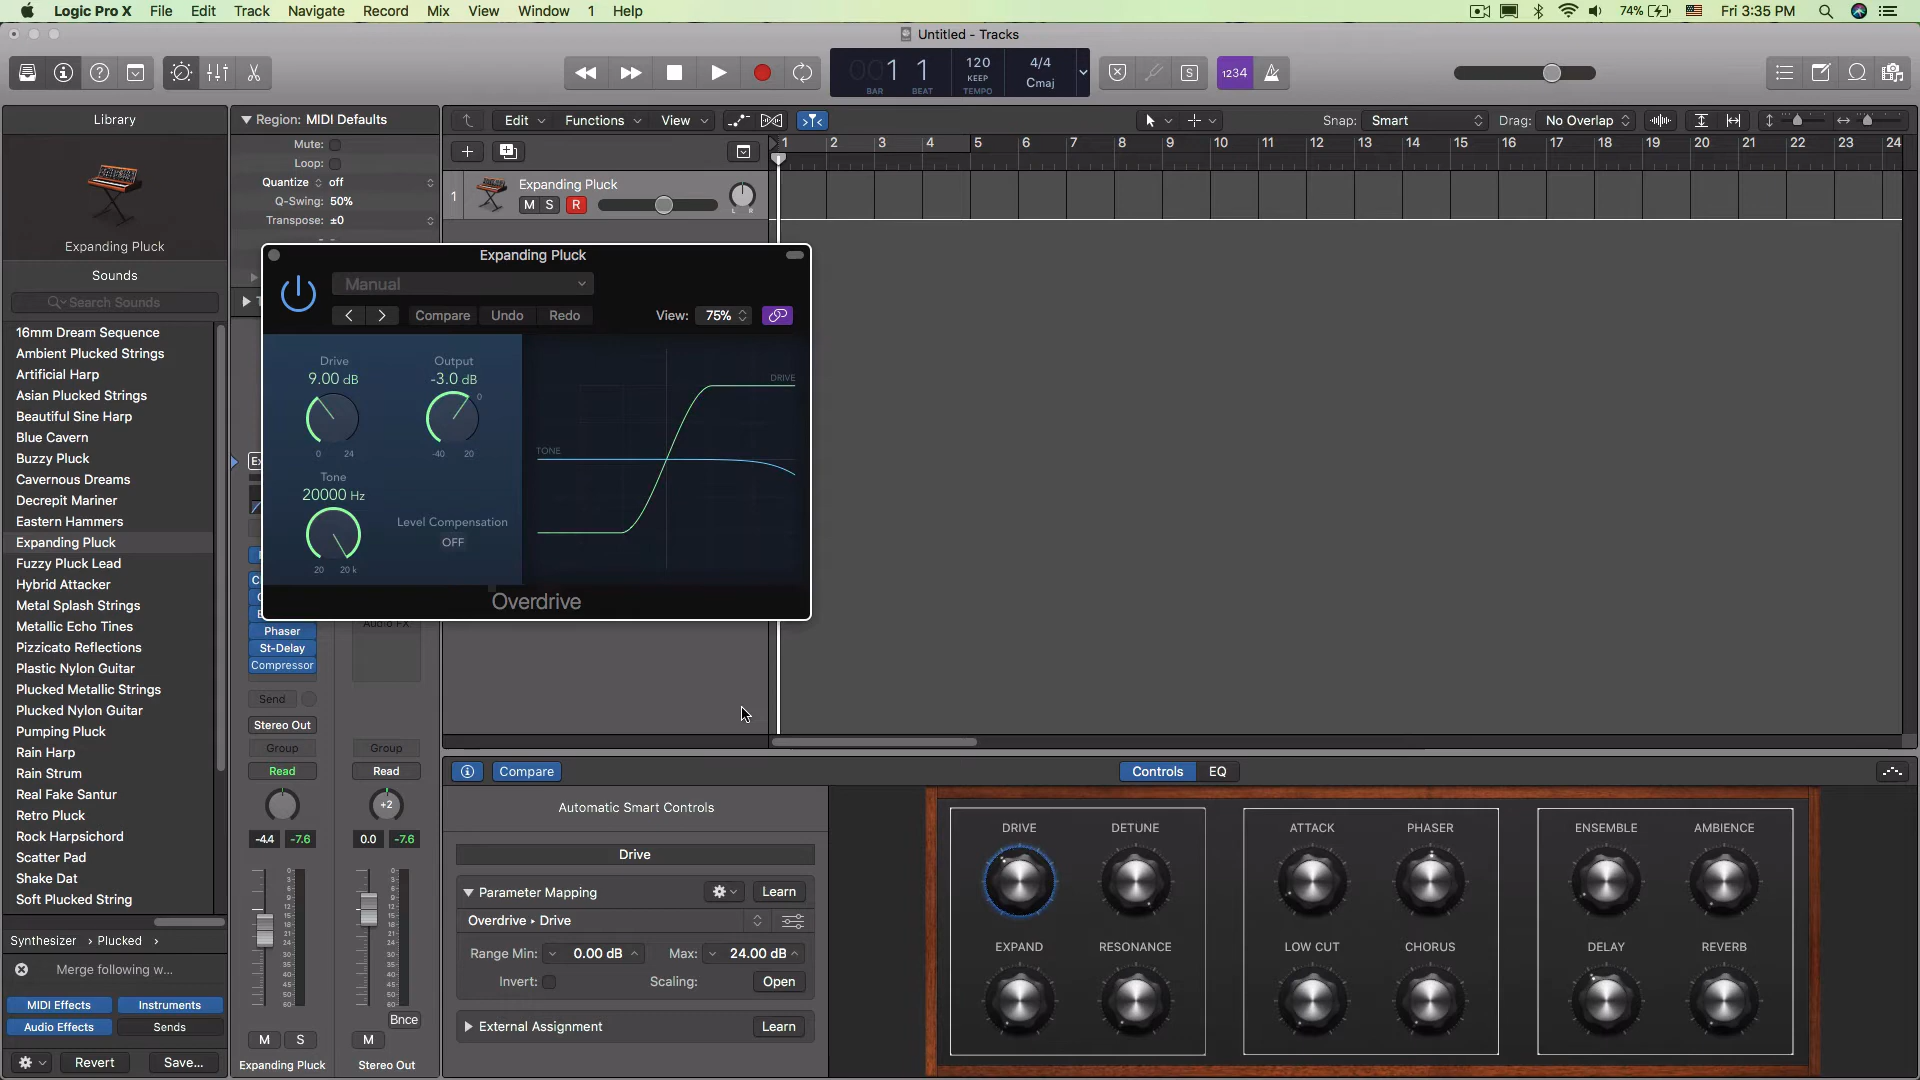 Logic Pro X File Edit Track Navigate Record Mix View Window 1 Help
74% Fri 3:35 PM
Untitled - Tracks
1 1 120 4/4
KEEP Cmaj
BAR BEAT TEMPO
S 1234
Library
Region: MIDI Defaults
Edit Functions View
Snap: Smart Drag: No Overlap
Mute:
Loop:
Quantize off
Q-Swing: 50%
Transpose: ±0
1 2 3 4 5 6 7 8 9 10 11 12 13 14 15 16 17 18 19 20 21 22 23 24
1 Expanding Pluck
M S R
L R
Expanding Pluck
Sounds
Search Sounds
16mm Dream Sequence
Ambient Plucked Strings
Artificial Harp
Asian Plucked Strings
Beautiful Sine Harp
Blue Cavern
Buzzy Pluck
Cavernous Dreams
Decrepit Mariner
Eastern Hammers
Expanding Pluck
Fuzzy Pluck Lead
Hybrid Attacker
Metal Splash Strings
Metallic Echo Tines
Pizzicato Reflections
Plastic Nylon Guitar
Plucked Metallic Strings
Plucked Nylon Guitar
Pumping Pluck
Rain Harp
Rain Strum
Real Fake Santur
Retro Pluck
Rock Harpsichord
Scatter Pad
Shake Dat
Soft Plucked String
Synthesizer Plucked
Merge following w...
MIDI Effects Instruments
Audio Effects Sends
Revert Save...
Expanding Pluck
Manual
Compare Undo Redo View: 75%
Drive
9.00 dB
0 24
Output
-3.0 dB
0
-40 20
Tone
20000 Hz
20 20 k
Level Compensation
OFF
DRIVE
TONE
Overdrive
Audio FX
Phaser
St-Delay
Compressor
Send
Stereo Out
Group Group
Read Read
+2
-4.4 -7.6 0.0 -7.6
Bnce
M S M
Expanding Pluck Stereo Out
Compare
Controls EQ
Automatic Smart Controls
Drive
Parameter Mapping Learn
Overdrive ▸ Drive
Range Min: 0.00 dB Max: 24.00 dB
Invert: Scaling: Open
External Assignment Learn
DRIVE DETUNE ATTACK PHASER ENSEMBLE AMBIENCE
EXPAND RESONANCE LOW CUT CHORUS DELAY REVERB